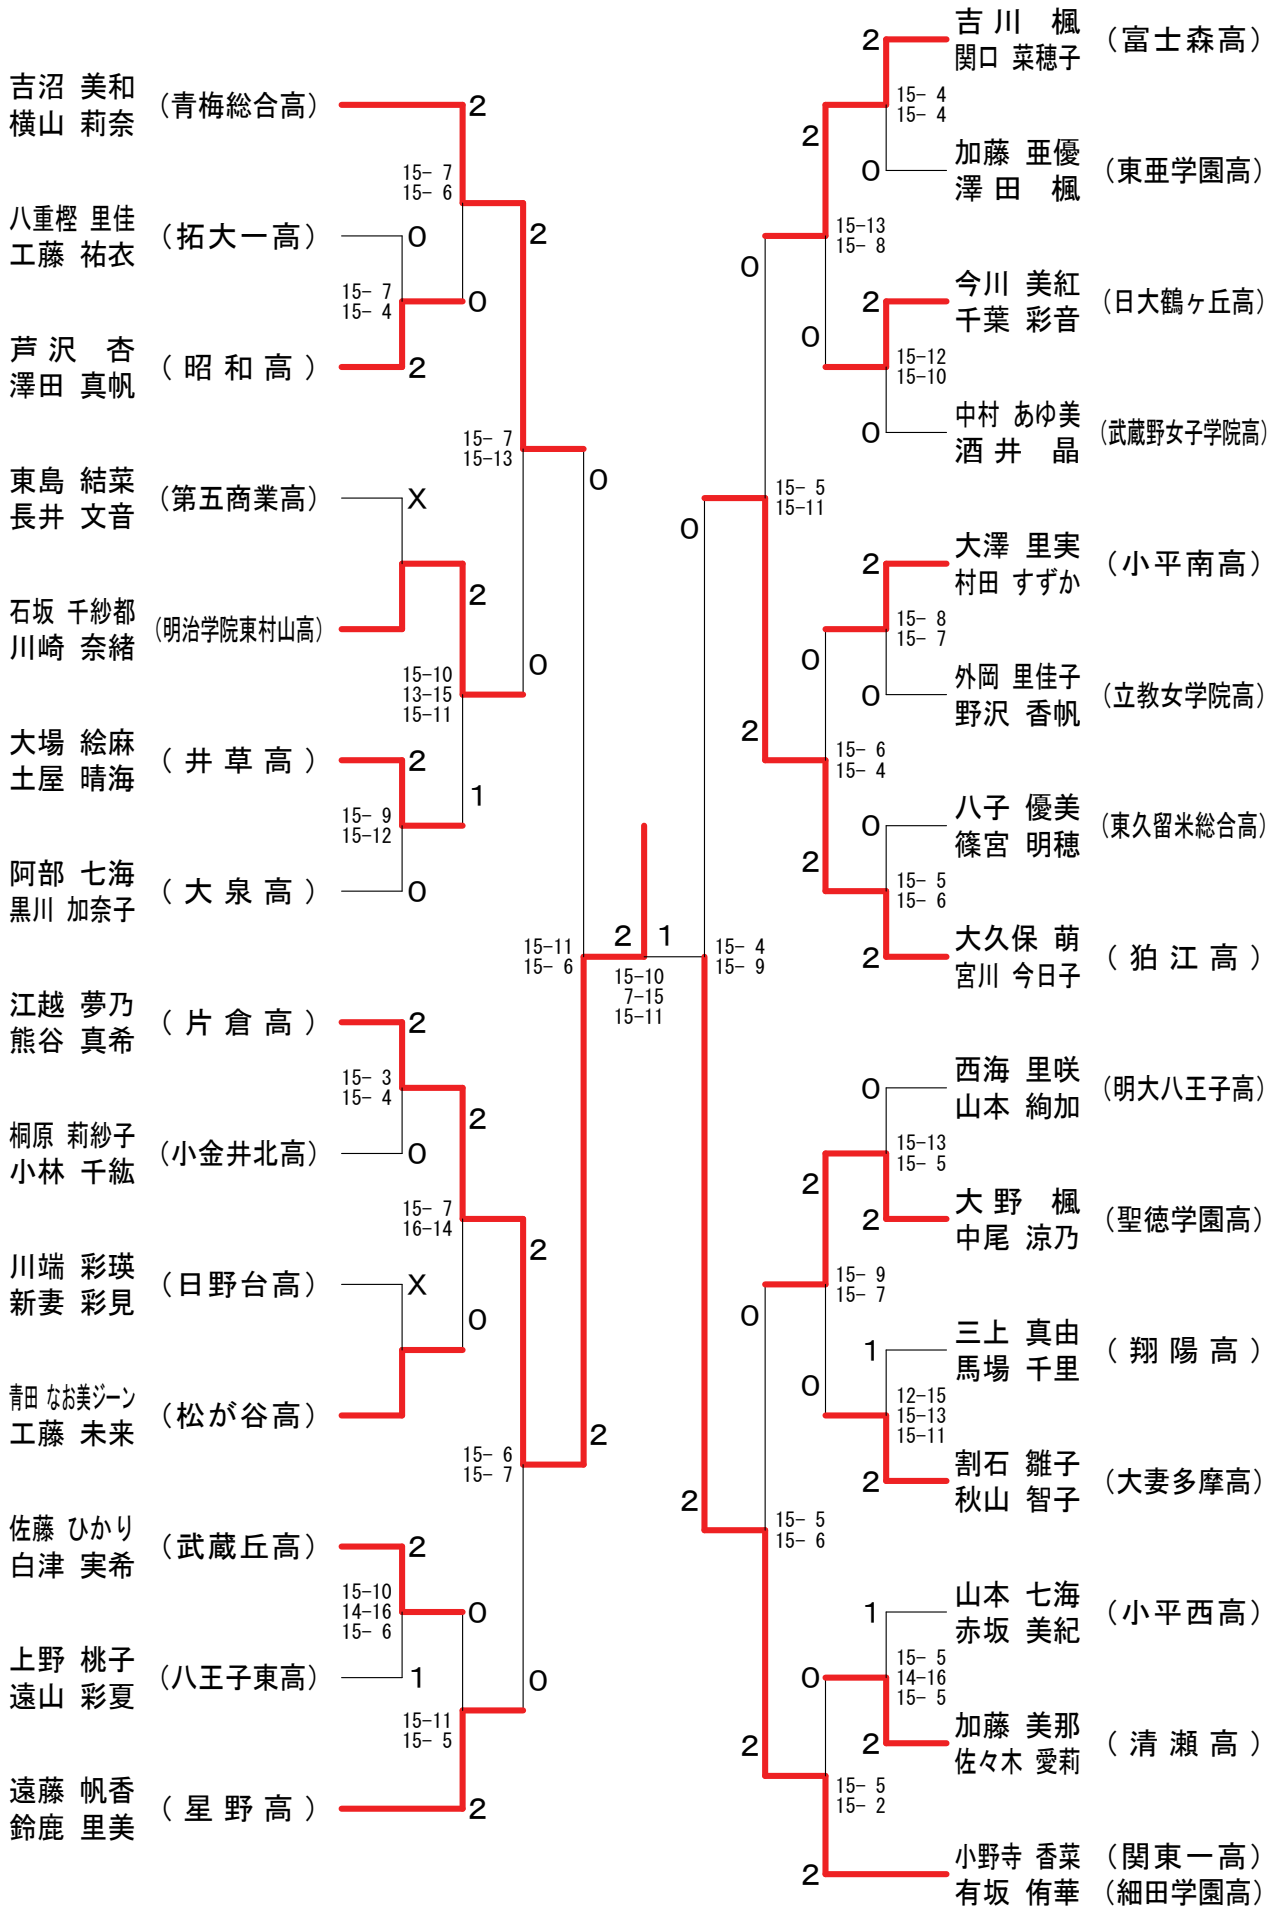 吉沼 美和
横山 莉奈
(青梅総合高)
2
15- 7
15- 6
八重樫 里佳
工藤 祐衣
(拓大一高)
0
2
15- 7
15- 4
0
芦沢 杏
澤田 真帆
(昭和高)
2
15- 7
15-13
0
東島 結菜
長井 文音
(第五商業高)
X
石坂 千紗都
川崎 奈緒
(明治学院東村山高)
2
0
15-10
13-15
15-11
大場 絵麻
土屋 晴海
(井草高)
2
1
15- 9
15-12
阿部 七海
黒川 加奈子
(大泉高)
0
15-11
15- 6
2
1
15-10
7-15
15-11
江越 夢乃
熊谷 真希
(片倉高)
2
15- 3
15- 4
2
桐原 莉紗子
小林 千紘
(小金井北高)
0
15- 7
16-14
2
川端 彩瑛
新妻 彩見
(日野台高)
X
0
青田 なお美ジーン
工藤 未来
(松が谷高)
15- 6
15- 7
2
佐藤 ひかり
白津 実希
(武蔵丘高)
2
15-10
14-16
15- 6
0
上野 桃子
遠山 彩夏
(八王子東高)
1
0
15-11
15- 5
遠藤 帆香
鈴鹿 里美
(星野高)
2
吉川 楓
関口 菜穂子
(富士森高)
2
15- 4
15- 4
2
加藤 亜優
澤田 楓
(東亜学園高)
0
15-13
15- 8
0
今川 美紅
千葉 彩音
(日大鶴ヶ丘高)
2
0
15-12
15-10
中村 あゆ美
酒井 晶
(武蔵野女子学院高)
0
15- 5
15-11
0
大澤 里実
村田 すずか
(小平南高)
2
15- 8
15- 7
0
外岡 里佳子
野沢 香帆
(立教女学院高)
0
2
15- 6
15- 4
八子 優美
篠宮 明穂
(東久留米総合高)
0
2
15- 5
15- 6
大久保 萌
宮川 今日子
(狛江高)
2
15- 4
15- 9
西海 里咲
山本 絢加
(明大八王子高)
0
15-13
15- 5
2
大野 楓
中尾 涼乃
(聖徳学園高)
2
15- 9
15- 7
0
三上 真由
馬場 千里
(翔陽高)
1
0
12-15
15-13
15-11
割石 雛子
秋山 智子
(大妻多摩高)
2
2
15- 5
15- 6
山本 七海
赤坂 美紀
(小平西高)
1
15- 5
14-16
15- 5
0
加藤 美那
佐々木 愛莉
(清瀬高)
2
2
15- 5
15- 2
小野寺 香菜
有坂 侑華
(関東一高)
(細田学園高)
2